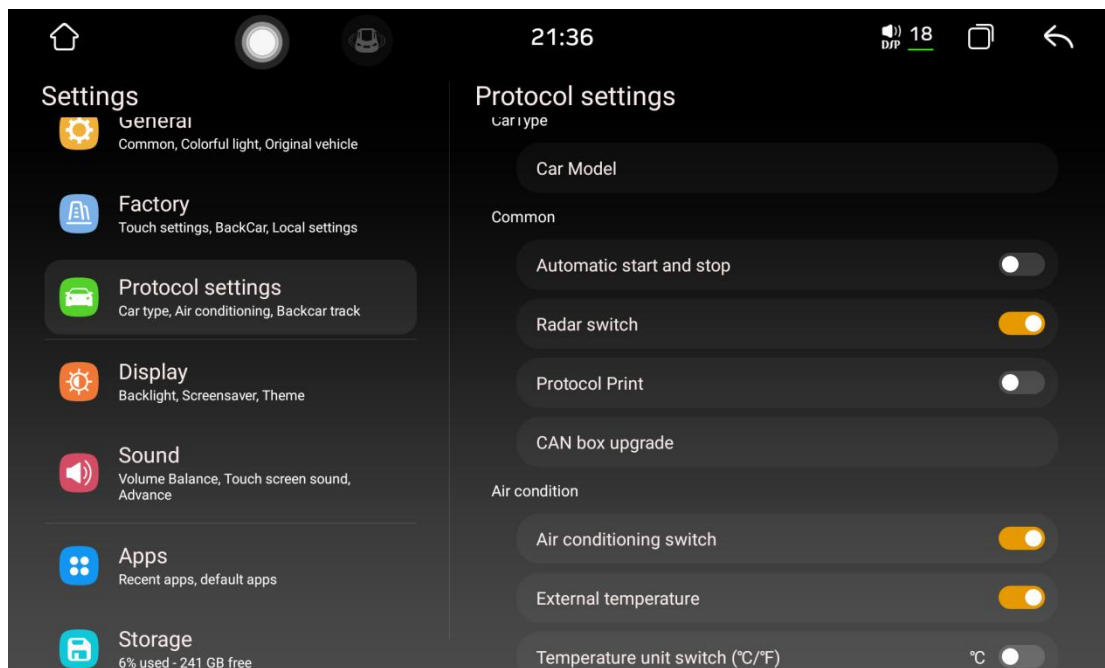 21:36
DSP 18
Settings
General
Common, Colorful light, Original vehicle
Factory
Touch settings, BackCar, Local settings
Protocol settings
Car type, Air conditioning, Backcar track
Display
Backlight, Screensaver, Theme
Sound
Volume Balance, Touch screen sound,
Advance
Apps
Recent apps, default apps
Storage
6% used - 241 GB free
Protocol settings
CarType
Car Model
Common
Automatic start and stop
Radar switch
Protocol Print
CAN box upgrade
Air condition
Air conditioning switch
External temperature
Temperature unit switch (℃/℉) ℃